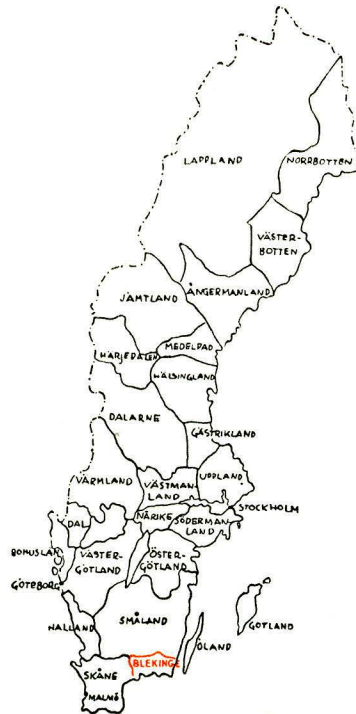 LAPPLAND
NORRBOTTEN
VÄSTER-
BOTTEN
ÅNGERMANLAND
JÄMTLAND
MEDELPAD
HÄRJEDALEN
HÄLSINGLAND
DALARNE
GÄSTRIKLAND
VÄRMLAND
VÄSTMAN-
LAND
UPPLAND
STOCKHOLM
NÄRIKE
SÖDERMAN-
LAND
DAL
BOHUSLÄN
VÄSTER-
GÖTLAND
ÖSTER-
GÖTLAND
GÖTEBORG
SMÅLAND
HALLAND
GOTLAND
ÖLAND
BLEKINGE
SKÅNE
MALMÖ